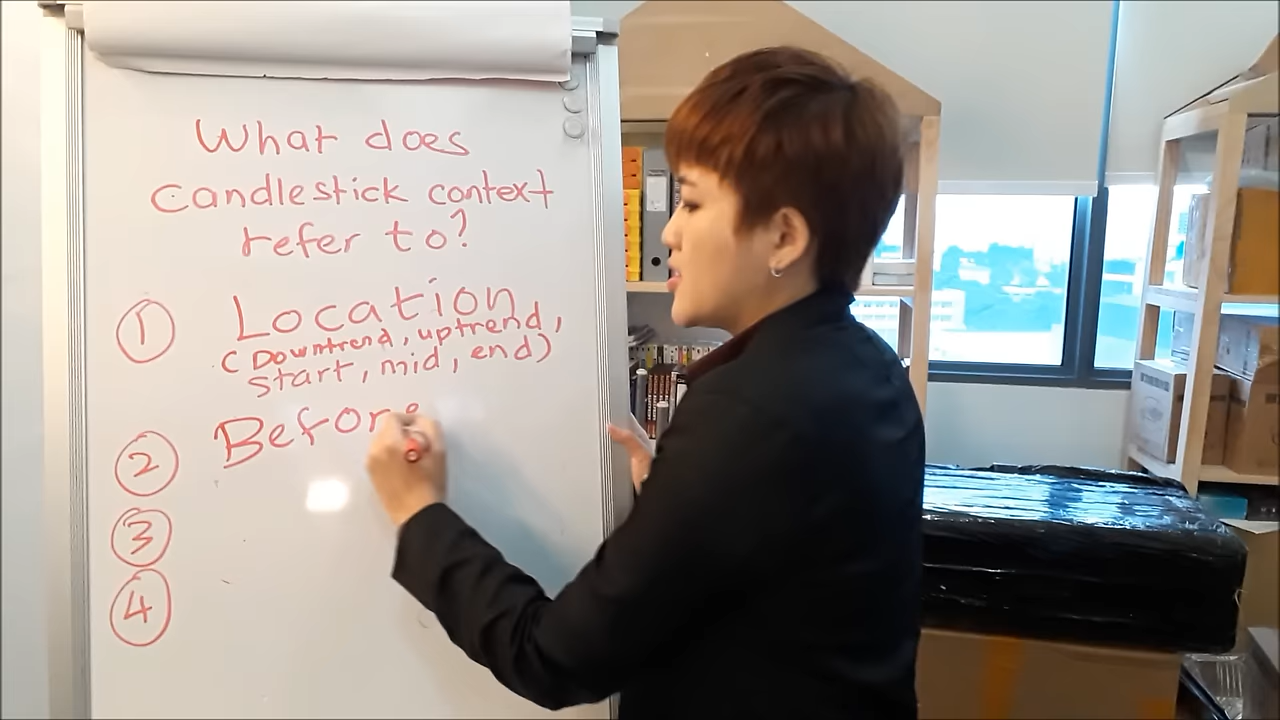 What does
candlestick context
refer to?
1 Location
(Downtrend, uptrend,
start, mid, end)
2 Before
3
4